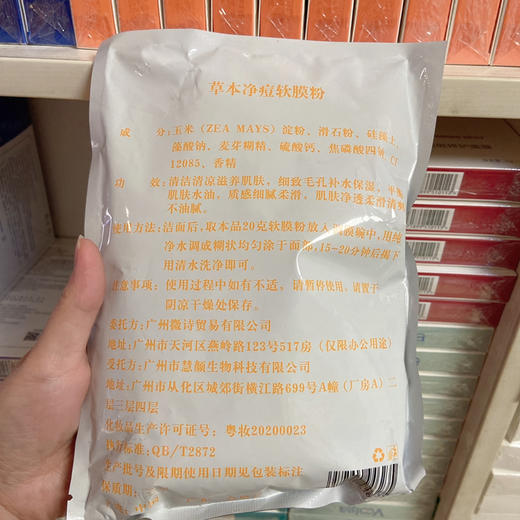 草本净痘软膜粉
成 分:玉米（ZEA MAYS）淀粉、滑石粉、硅藻土、
藻酸钠、麦芽糊精、硫酸钙、焦磷酸四钠、CI
12085、香精
功 效:清洁清凉滋养肌肤，细致毛孔补水保湿，平衡
肌肤水油，质感细腻柔滑。肌肤净透柔滑清爽
不油腻。
使用方法:洁面后，取本品20克软膜粉放入调膜碗中，用纯
净水调成糊状均匀涂于面部,15-20分钟后揭下
用清水洗净即可。
注意事项：使用过程中如有不适，请暂停使用。请置于
阴凉干燥处保存。
委托方:广州微诗贸易有限公司
地址:广州市天河区燕岭路123号517房（仅限办公用途）
受托方:广州市慧颜生物科技有限公司
地址:广州市从化区城郊街横江路699号A幢（厂房A）二
层三层四层
化妆品生产许可证号：粤妆20200023
执行标准:QB/T2872
生产批号及限期使用日期见包装标注
保质期: